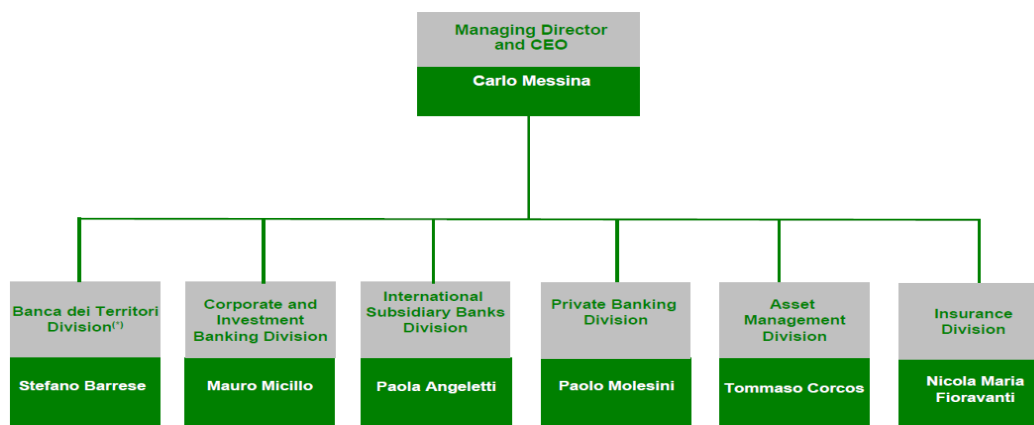 Managing Director
and CEO
Carlo Messina
Banca dei Territori
Division(*)
Stefano Barrese
Corporate and
Investment
Banking Division
Mauro Micillo
International
Subsidiary Banks
Division
Paola Angeletti
Private Banking
Division
Paolo Molesini
Asset
Management
Division
Tommaso Corcos
Insurance
Division
Nicola Maria
Fioravanti